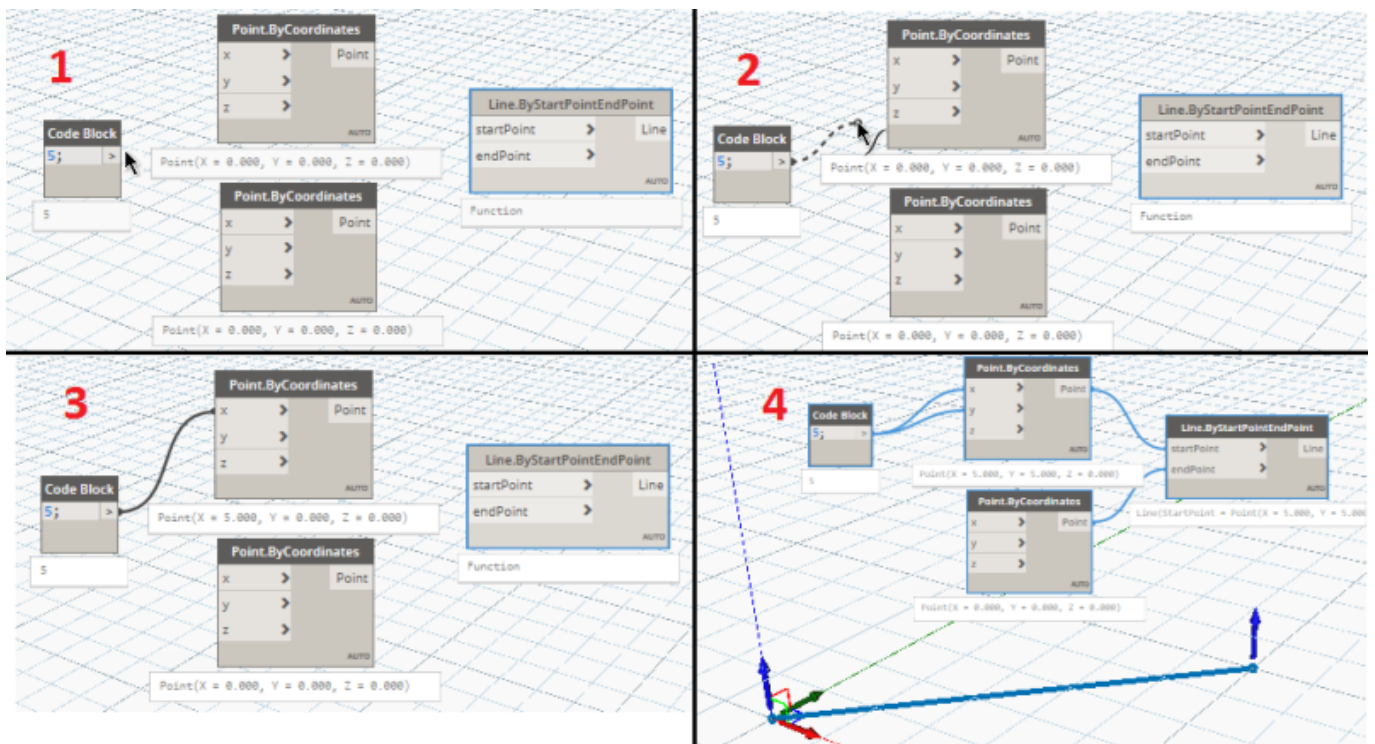 1
Point.ByCoordinates
x > Point
y >
z >
AUTO
Point(X = 0.000, Y = 0.000, Z = 0.000)
Code Block
5; >
5
Line.ByStartPointEndPoint
startPoint > Line
endPoint >
AUTO
Function
Point.ByCoordinates
x > Point
y >
z >
AUTO
Point(X = 0.000, Y = 0.000, Z = 0.000)
2
Point.ByCoordinates
x > Point
y >
z >
AUTO
Point(X = 0.000, Y = 0.000, Z = 0.000)
Code Block
5; >
5
Line.ByStartPointEndPoint
startPoint > Line
endPoint >
AUTO
Function
Point.ByCoordinates
x > Point
y >
z >
AUTO
Point(X = 0.000, Y = 0.000, Z = 0.000)
3
Point.ByCoordinates
x > Point
y >
z >
AUTO
Point(X = 5.000, Y = 0.000, Z = 0.000)
Code Block
5; >
5
Line.ByStartPointEndPoint
startPoint > Line
endPoint >
AUTO
Function
Point.ByCoordinates
x > Point
y >
z >
AUTO
Point(X = 0.000, Y = 0.000, Z = 0.000)
4
Point.ByCoordinates
x > Point
y >
z >
AUTO
Point(X = 5.000, Y = 5.000, Z = 0.000)
Code Block
5; >
5
Line.ByStartPointEndPoint
startPoint > Line
endPoint >
AUTO
Line(StartPoint = Point(X = 5.000, Y = 5.000
Point.ByCoordinates
x > Point
y >
z >
AUTO
Point(X = 0.000, Y = 0.000, Z = 0.000)